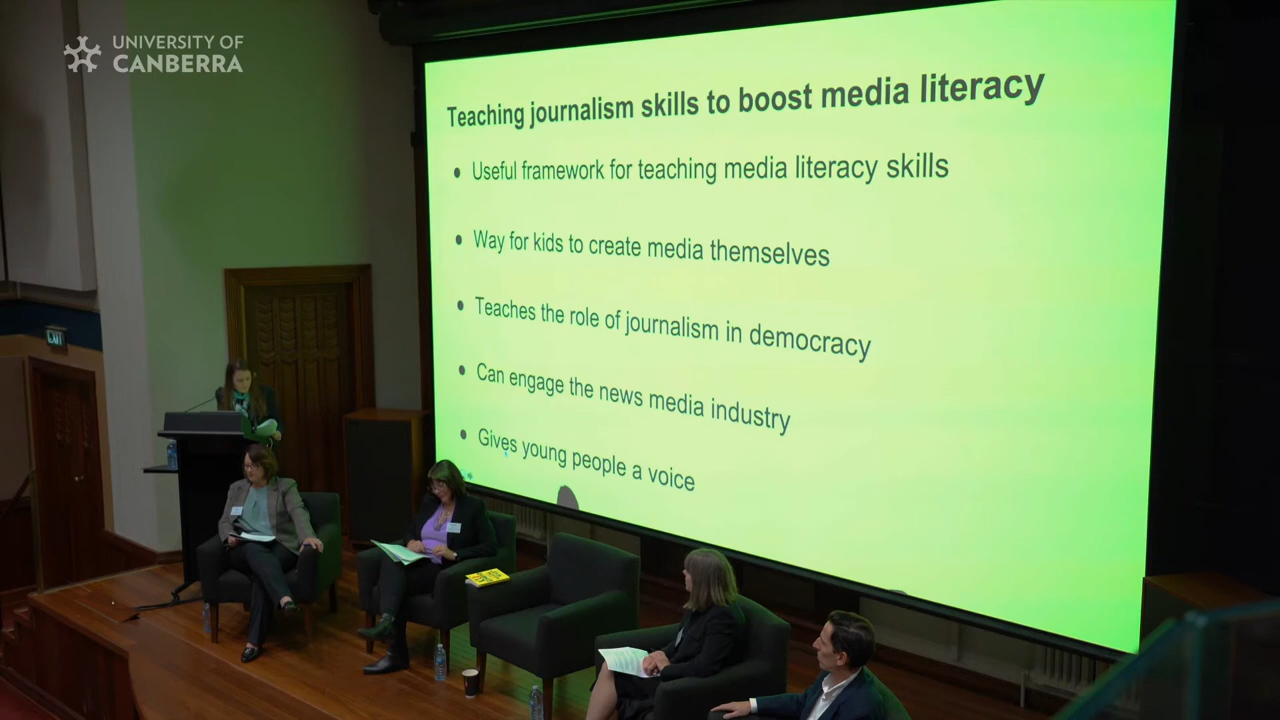 UNIVERSITY OF
CANBERRA
Teaching journalism skills to boost media literacy
• Useful framework for teaching media literacy skills
• Way for kids to create media themselves
• Teaches the role of journalism in democracy
• Can engage the news media industry
• Gives young people a voice
EXIT